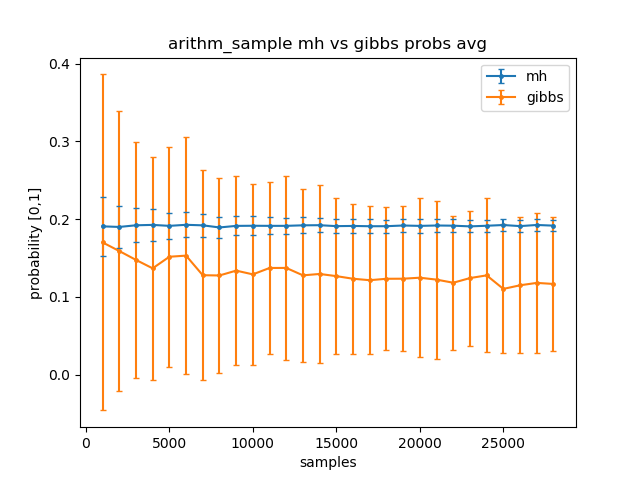 arithm_sample mh vs gibbs probs avg
mh
gibbs
0.4
0.3
0.2
0.1
0.0
probability [0,1]
0
5000
10000
15000
20000
25000
samples